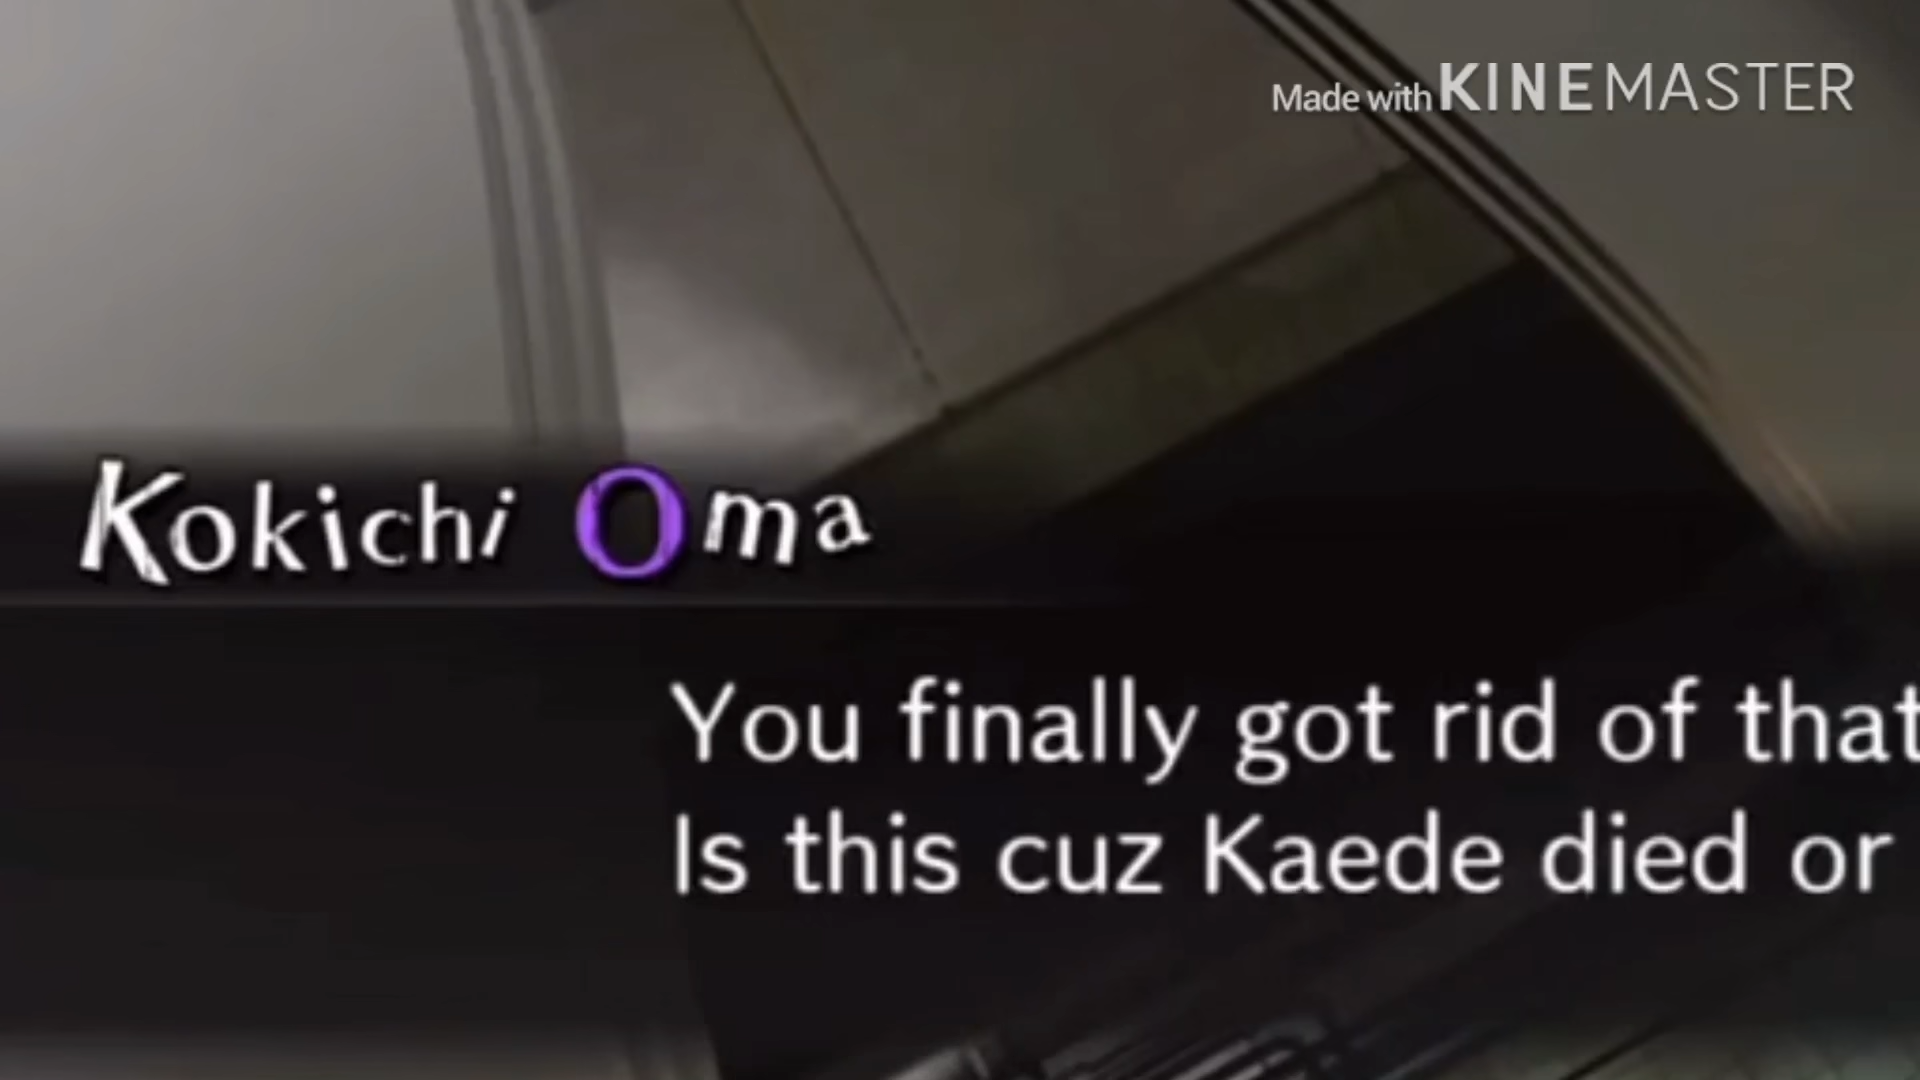 Made with KINEMASTER
Kokichi Oma
You finally got rid of that
Is this cuz Kaede died or